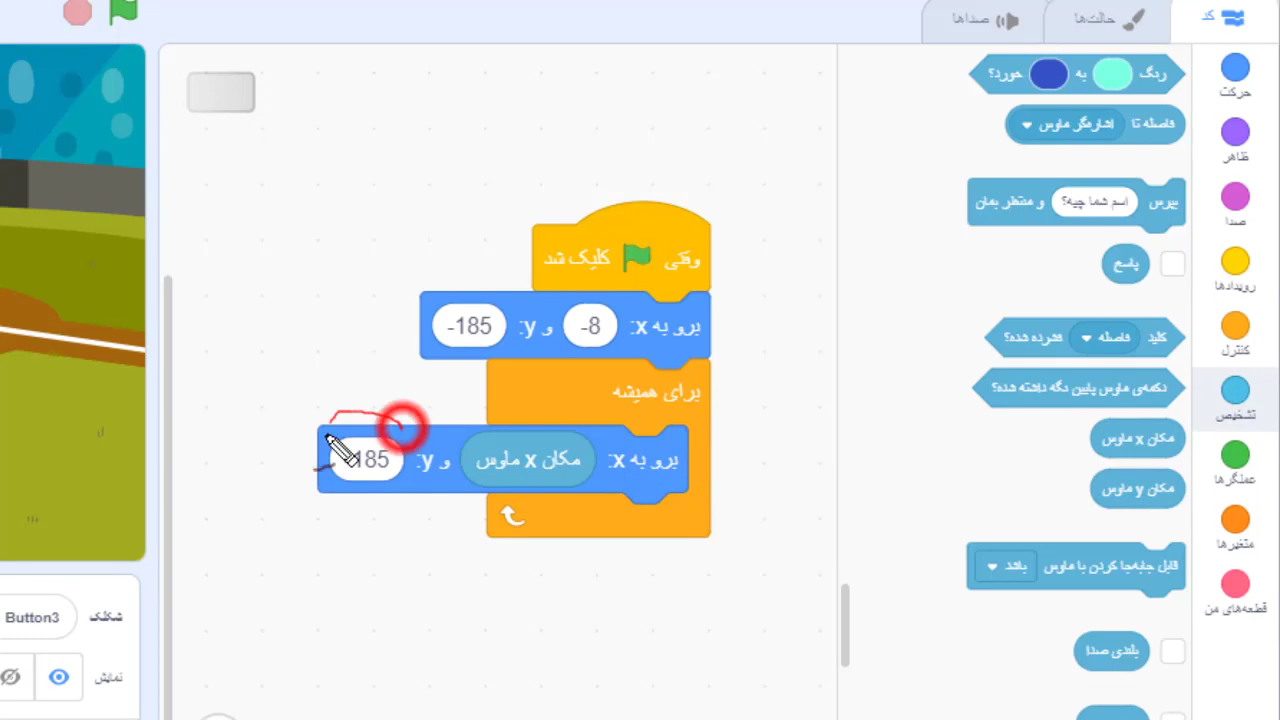 کد
حالت‌ها
صداها
رنگ به خورد؟
فاصله تا اشاره‌گر ماوس
بپرس اسم شما چیه؟ و منتظر بمان
پاسخ
کلید فاصله فشرده شده؟
دکمه‌ی ماوس پایین نگه داشته شده؟
مکان x ماوس
مکان y ماوس
قابل جابه‌جا کردن با ماوس باشد
بلندی صدا
حرکت
ظاهر
صدا
رویدادها
کنترل
تشخیص
عملگرها
متغیرها
قطعه‌های من
وقتی کلیک شد
برو به x: -8 و y: -185
برای همیشه
برو به x: مکان x ماوس و y: 185
شکلک Button3
نمایش